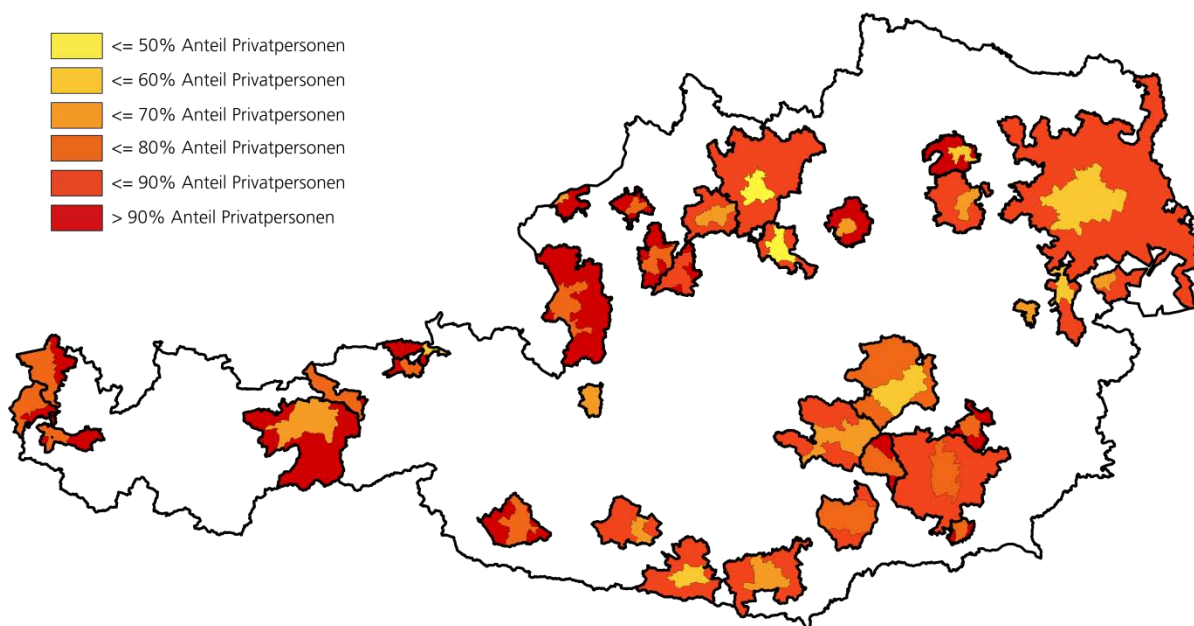 <= 50% Anteil Privatpersonen
<= 60% Anteil Privatpersonen
<= 70% Anteil Privatpersonen
<= 80% Anteil Privatpersonen
<= 90% Anteil Privatpersonen
> 90% Anteil Privatpersonen